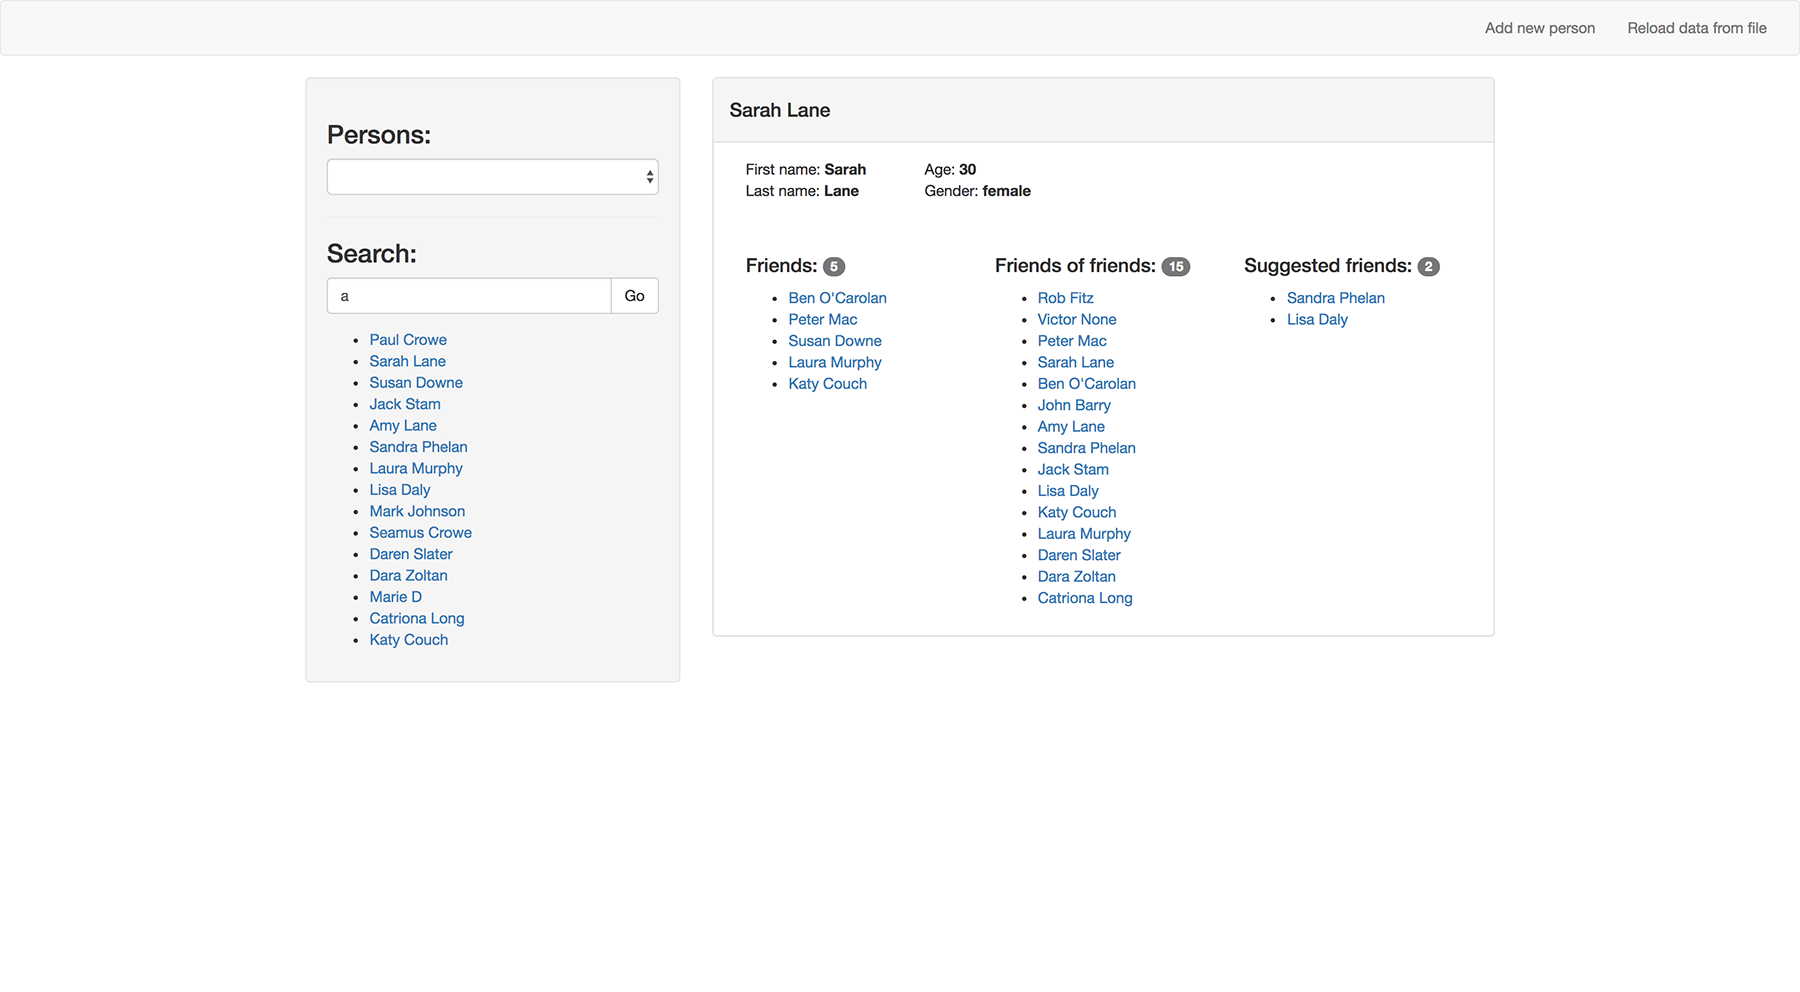 Add new person Reload data from file
Persons:
Search:
a Go
Paul Crowe
Sarah Lane
Susan Downe
Jack Stam
Amy Lane
Sandra Phelan
Laura Murphy
Lisa Daly
Mark Johnson
Seamus Crowe
Daren Slater
Dara Zoltan
Marie D
Catriona Long
Katy Couch
Sarah Lane
First name: Sarah Age: 30
Last name: Lane Gender: female
Friends: 5
Ben O'Carolan
Peter Mac
Susan Downe
Laura Murphy
Katy Couch
Friends of friends: 15
Rob Fitz
Victor None
Peter Mac
Sarah Lane
Ben O'Carolan
John Barry
Amy Lane
Sandra Phelan
Jack Stam
Lisa Daly
Katy Couch
Laura Murphy
Daren Slater
Dara Zoltan
Catriona Long
Suggested friends: 2
Sandra Phelan
Lisa Daly